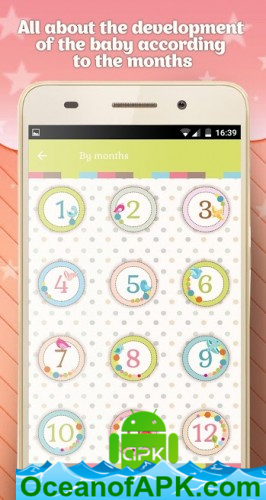 All about the development
of the baby according
to the months
16:39
By months
1 2 3
4 5 6
7 8 9
10 12
APK
OceanofAPK.com